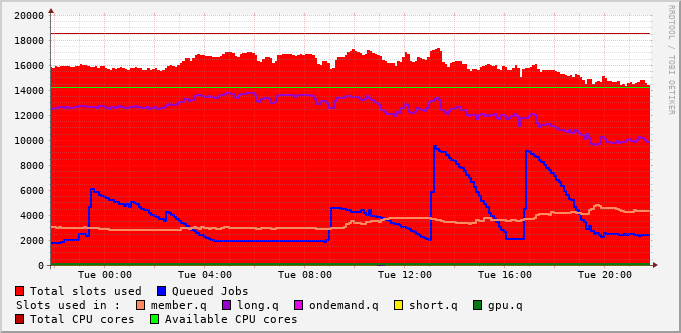 20000
18000
16000
14000
12000
10000
8000
6000
4000
2000
0
Tue 00:00 Tue 04:00 Tue 08:00 Tue 12:00 Tue 16:00 Tue 20:00
RRDTOOL / TOBI OETIKER
Total slots used Queued Jobs
Slots used in : member.q long.q ondemand.q short.q gpu.q
Total CPU cores Available CPU cores